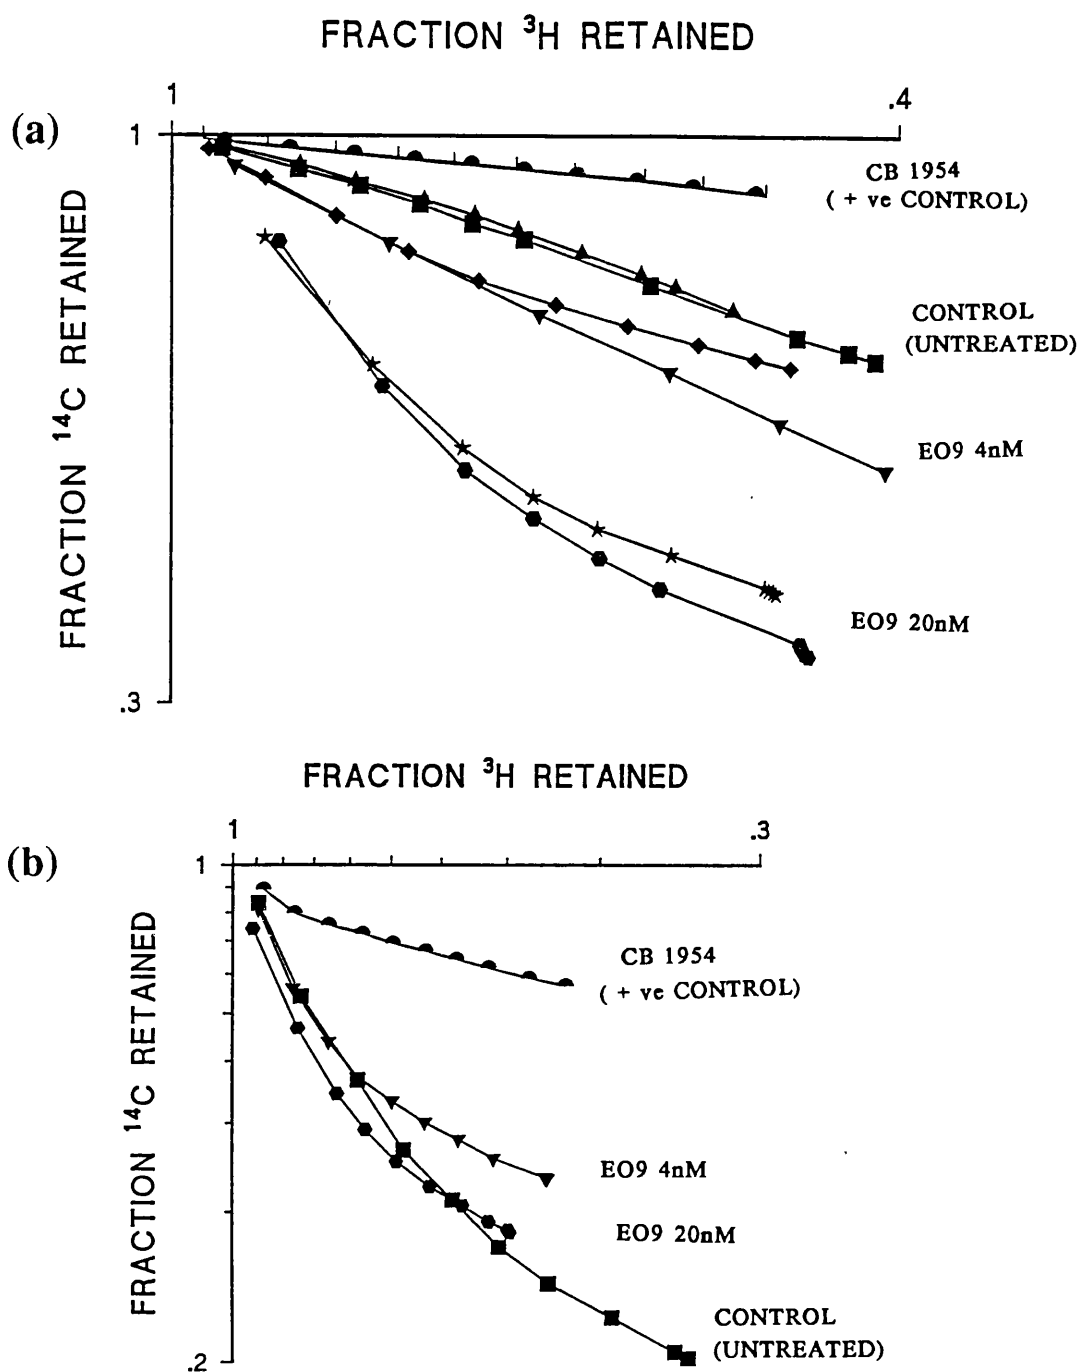 FRACTION ³H RETAINED
1
.4
(a)
1
FRACTION ¹⁴C RETAINED
CB 1954
( + ve CONTROL)
CONTROL
(UNTREATED)
EO9 4nM
EO9 20nM
.3
FRACTION ³H RETAINED
1
.3
(b)
1
FRACTION ¹⁴C RETAINED
CB 1954
( + ve CONTROL)
EO9 4nM
EO9 20nM
CONTROL
(UNTREATED)
.2